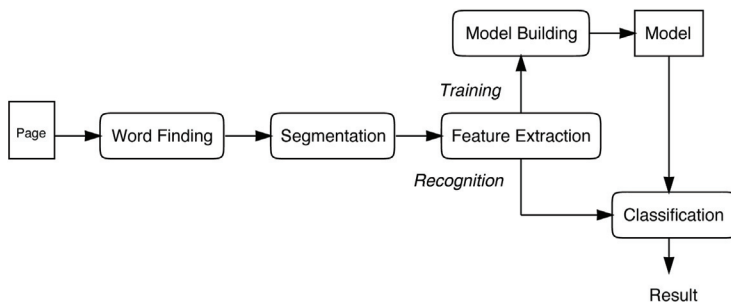 Model Building
Model
Training
Page
Word Finding
Segmentation
Feature Extraction
Recognition
Classification
Result